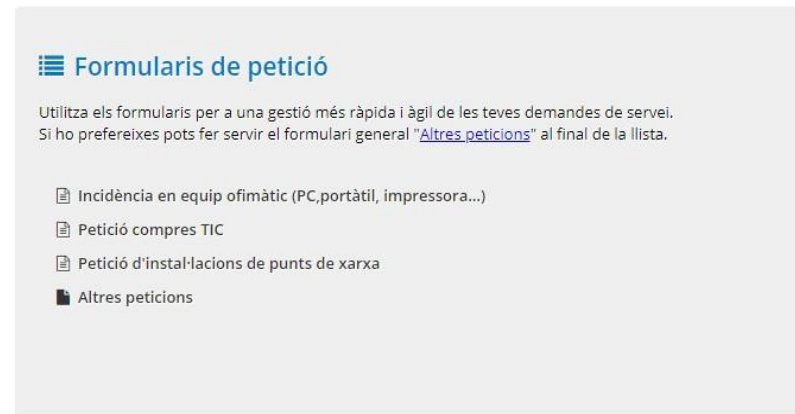 Formularis de petició
Utilitza els formularis per a una gestió més ràpida i àgil de les teves demandes de servei.
Si ho prefereixes pots fer servir el formulari general "Altres peticions" al final de la llista.
Incidència en equip ofimàtic (PC,portàtil, impressora...)
Petició compres TIC
Petició d'instal·lacions de punts de xarxa
Altres peticions